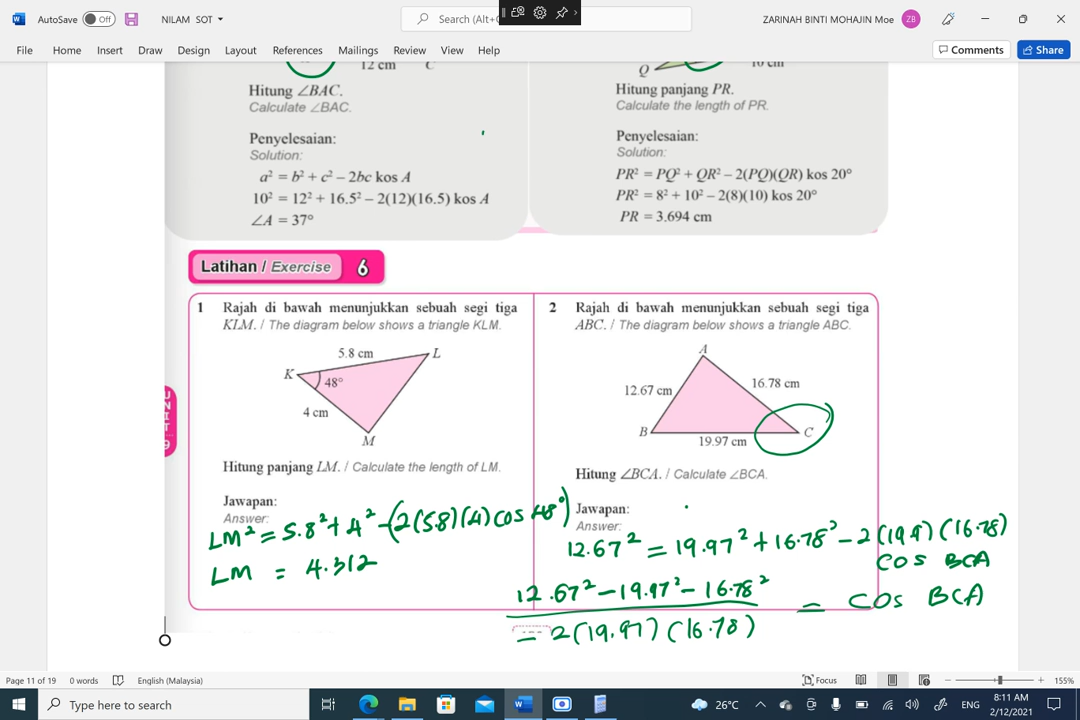 AutoSave Off NILAM SOT Search (Alt+ ZARINAH BINTI MOHAJIN Moe ZB
File Home Insert Draw Design Layout References Mailings Review View Help Comments Share
12 cm C
Hitung ∠BAC.
Calculate ∠BAC.
Penyelesaian:
Solution:
a² = b² + c² – 2bc kos A
10² = 12² + 16.5² – 2(12)(16.5) kos A
∠A = 37°
Q 10 cm
Hitung panjang PR.
Calculate the length of PR.
Penyelesaian:
Solution:
PR² = PQ² + QR² – 2(PQ)(QR) kos 20°
PR² = 8² + 10² – 2(8)(10) kos 20°
PR = 3.694 cm
Latihan / Exercise 6
1 Rajah di bawah menunjukkan sebuah segi tiga
KLM. / The diagram below shows a triangle KLM.
5.8 cm L
K 48°
4 cm
M
Hitung panjang LM. / Calculate the length of LM.
Jawapan:
Answer:
LM² = 5.8² + 4² - (2(5.8)(4) cos 48°)
LM = 4.312
2 Rajah di bawah menunjukkan sebuah segi tiga
ABC. / The diagram below shows a triangle ABC.
A
12.67 cm 16.78 cm
B C
19.97 cm
Hitung ∠BCA. / Calculate ∠BCA.
Jawapan:
Answer:
12.67² = 19.97² + 16.78² - 2(19.9)(16.78)
cos BCA
12.67² - 19.97² - 16.78² = cos BCA
= 2(19.97)(16.78)
Page 11 of 19 0 words English (Malaysia) Focus 155%
Type here to search 26°C ENG 8:11 AM
2/12/2021